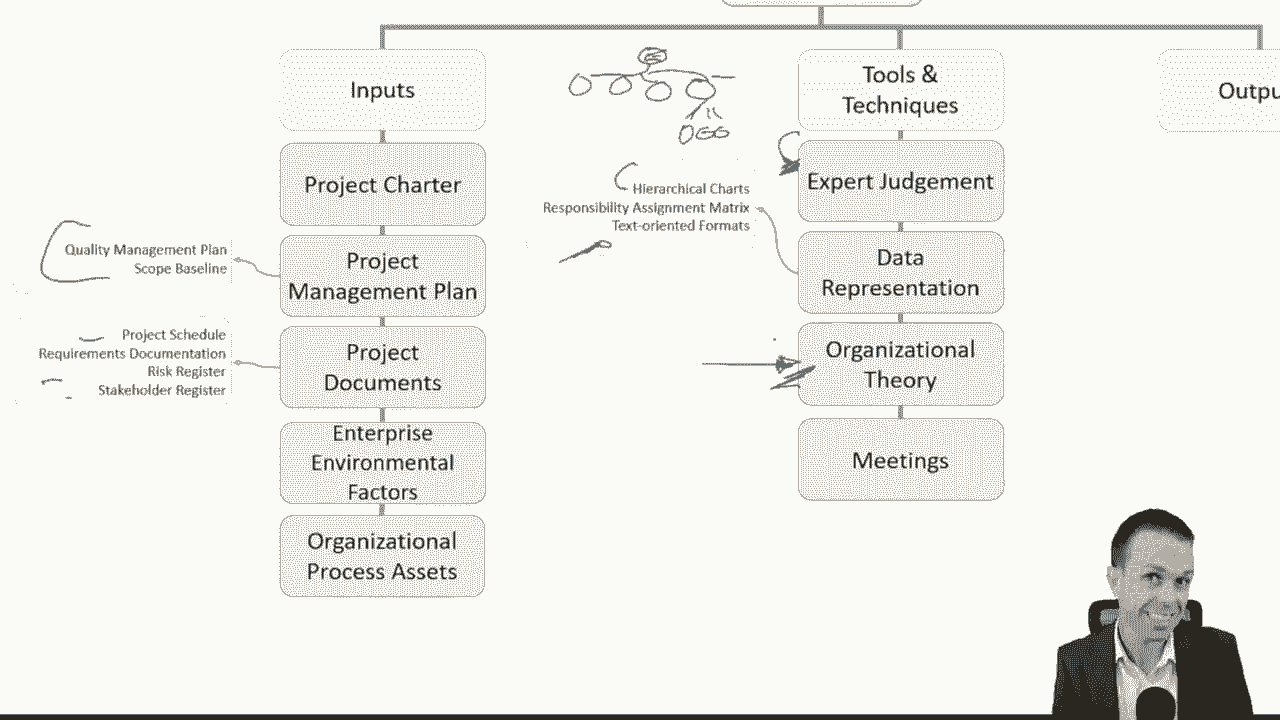 Inputs
Project Charter
Project
Management Plan
Quality Management Plan
Scope Baseline
Project
Documents
Project Schedule
Requirements Documentation
Risk Register
Stakeholder Register
Enterprise
Environmental
Factors
Organizational
Process Assets
Tools &
Techniques
Expert Judgement
Data
Representation
Hierarchical Charts
Responsibility Assignment Matrix
Text-oriented Formats
Organizational
Theory
Meetings
Outpu